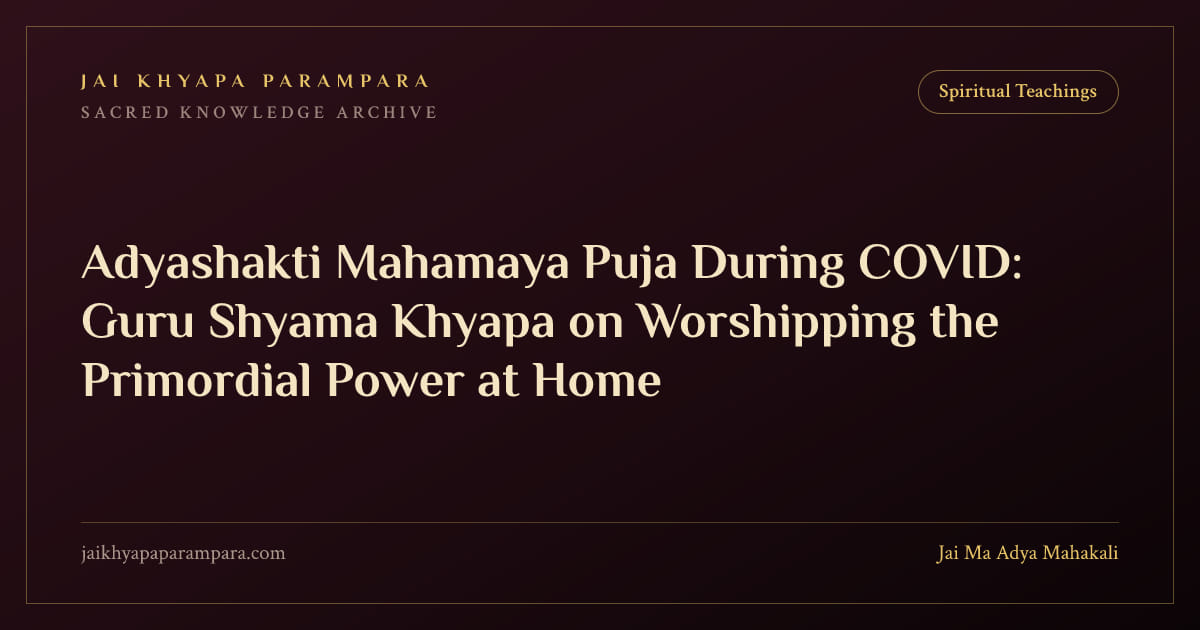 JAI KHYAPA PARAMPARA
SACRED KNOWLEDGE ARCHIVE
Spiritual Teachings
Adyashakti Mahamaya Puja During COVID:
Guru Shyama Khyapa on Worshipping the
Primordial Power at Home
jaikhyapaparampara.com
Jai Ma Adya Mahakali